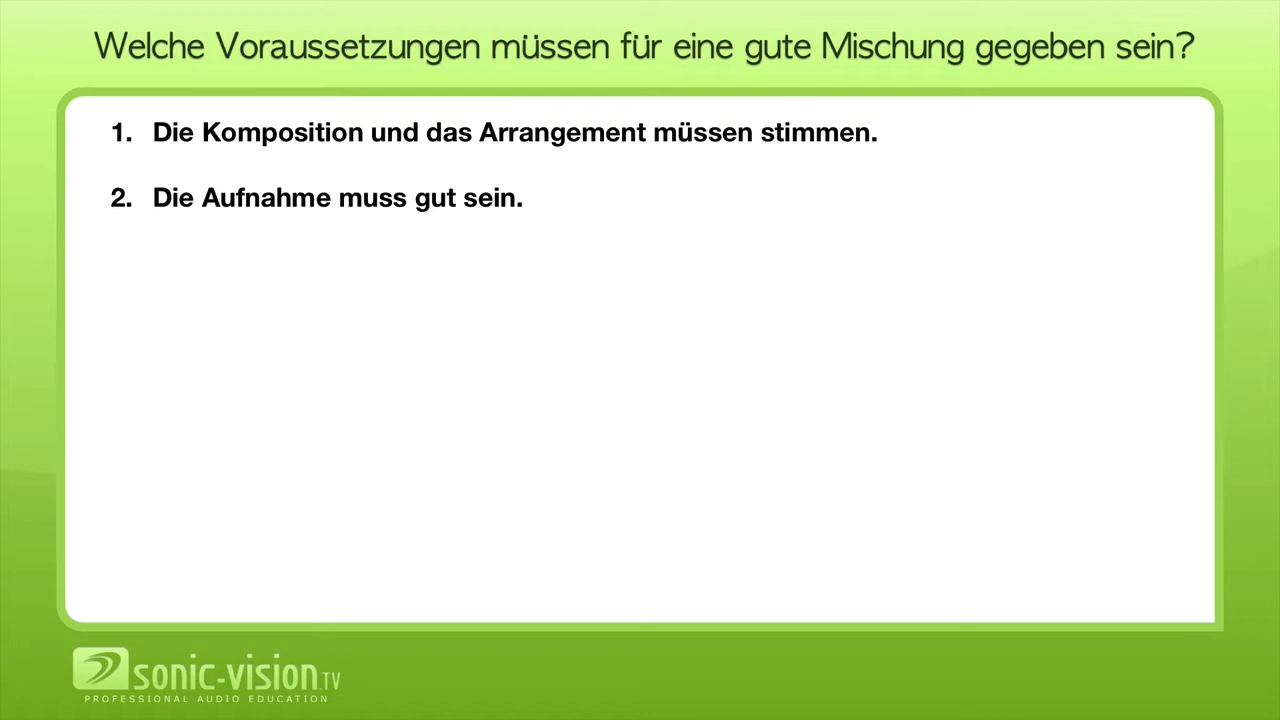 Welche Voraussetzungen müssen für eine gute Mischung gegeben sein?
1. Die Komposition und das Arrangement müssen stimmen.
2. Die Aufnahme muss gut sein.
sonic-vision.TV
PROFESSIONAL AUDIO EDUCATION